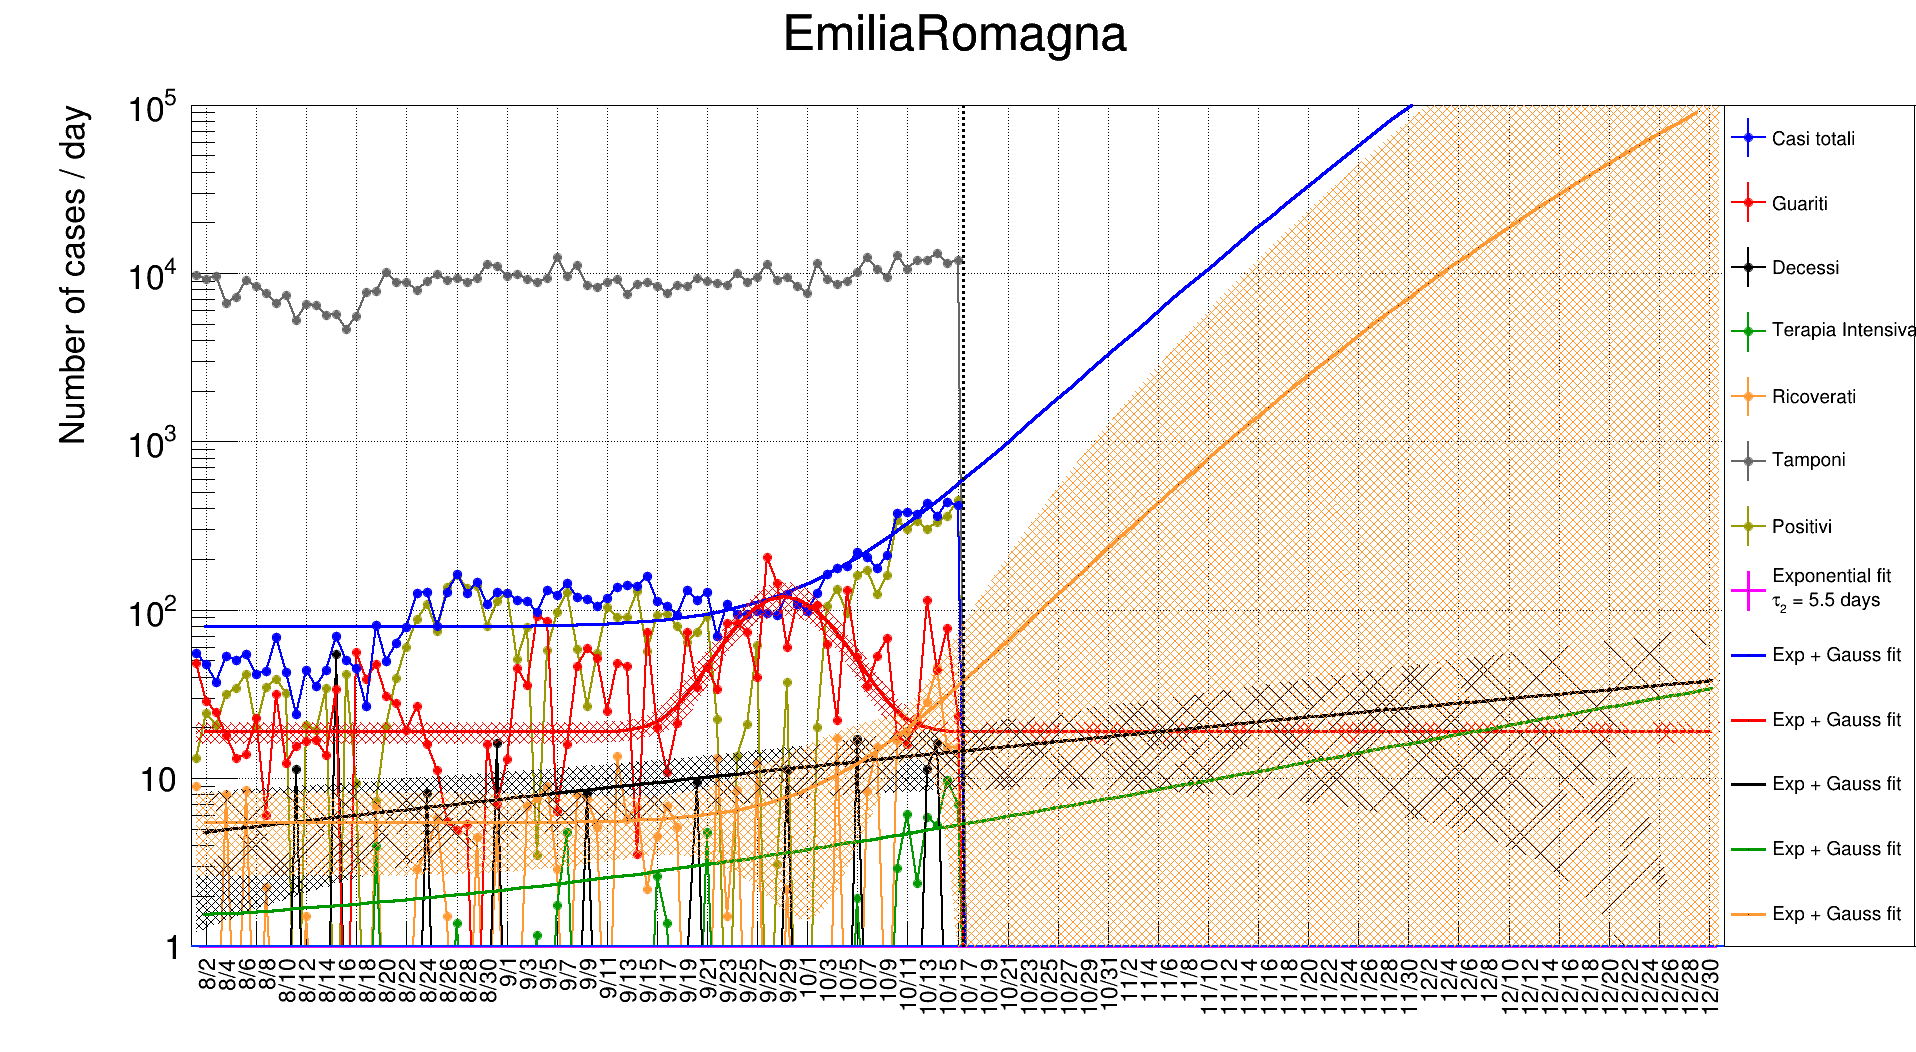 EmiliaRomagna
Number of cases / day
10^5
10^4
10^3
10^2
10
1
8/2 8/4 8/6 8/8 8/10 8/12 8/14 8/16 8/18 8/20 8/22 8/24 8/26 8/28 8/30 9/1 9/3 9/5 9/7 9/9 9/11 9/13 9/15 9/17 9/19 9/21 9/23 9/25 9/27 9/29 10/1 10/3 10/5 10/7 10/9 10/11 10/13 10/15 10/17 10/19 10/21 10/23 10/25 10/27 10/29 10/31 11/2 11/4 11/6 11/8 11/10 11/12 11/14 11/16 11/18 11/20 11/22 11/24 11/26 11/28 11/30 12/2 12/4 12/6 12/8 12/10 12/12 12/14 12/16 12/18 12/20 12/22 12/24 12/26 12/28 12/30
Casi totali
Guariti
Decessi
Terapia Intensiva
Ricoverati
Tamponi
Positivi
Exponential fit
τ₂ = 5.5 days
Exp + Gauss fit
Exp + Gauss fit
Exp + Gauss fit
Exp + Gauss fit
Exp + Gauss fit